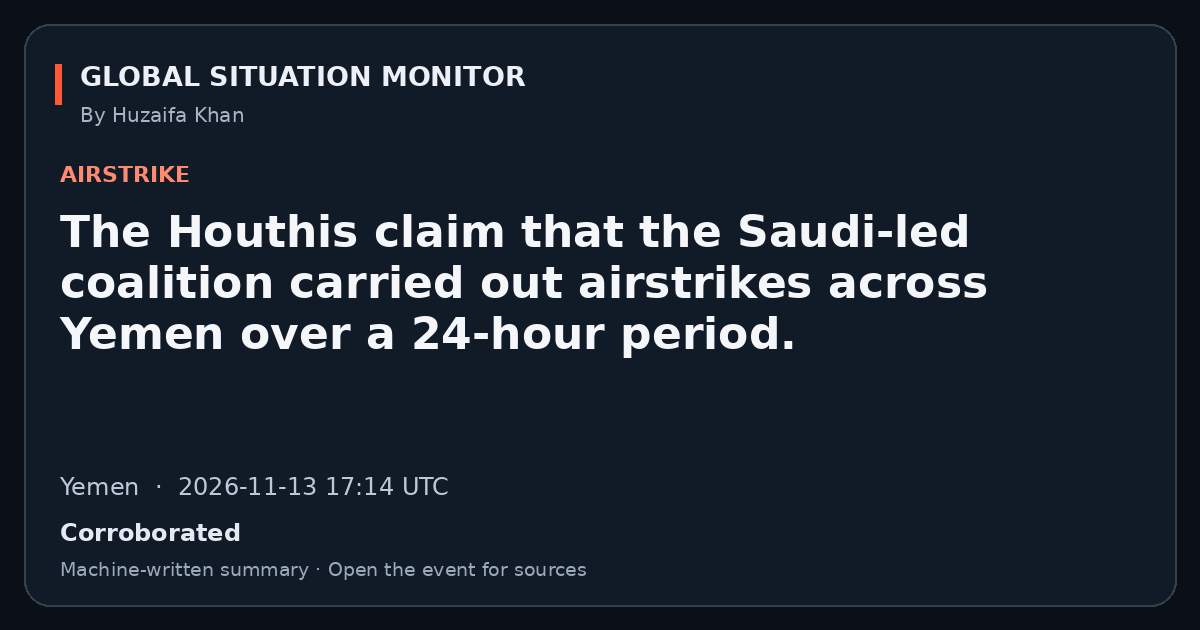 GLOBAL SITUATION MONITOR
By Huzaifa Khan
AIRSTRIKE
The Houthis claim that the Saudi-led
coalition carried out airstrikes across
Yemen over a 24-hour period.
Yemen · 2026-11-13 17:14 UTC
Corroborated
Machine-written summary · Open the event for sources